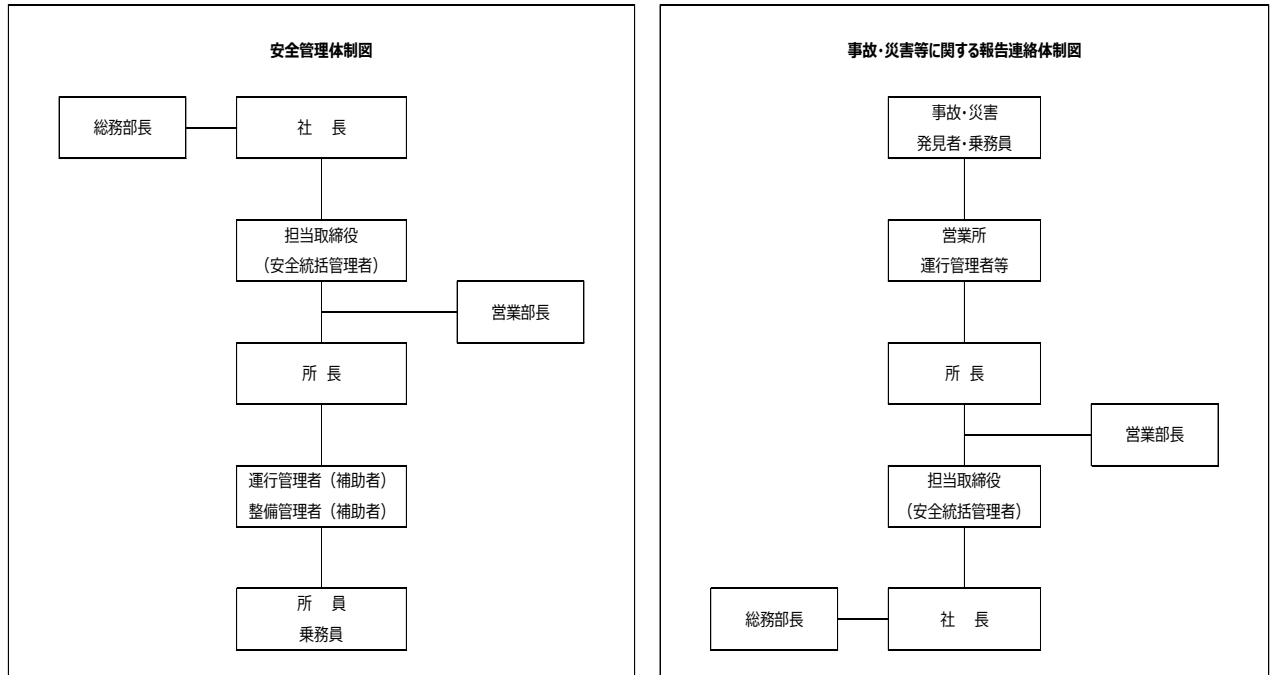 安全管理体制図
総務部長
社 長
担当取締役
(安全統括管理者)
営業部長
所 長
運行管理者(補助者)
整備管理者(補助者)
所 員
乗務員
事故・災害等に関する報告連絡体制図
事故・災害
発見者・乗務員
営業所
運行管理者等
所 長
営業部長
担当取締役
(安全統括管理者)
総務部長
社 長